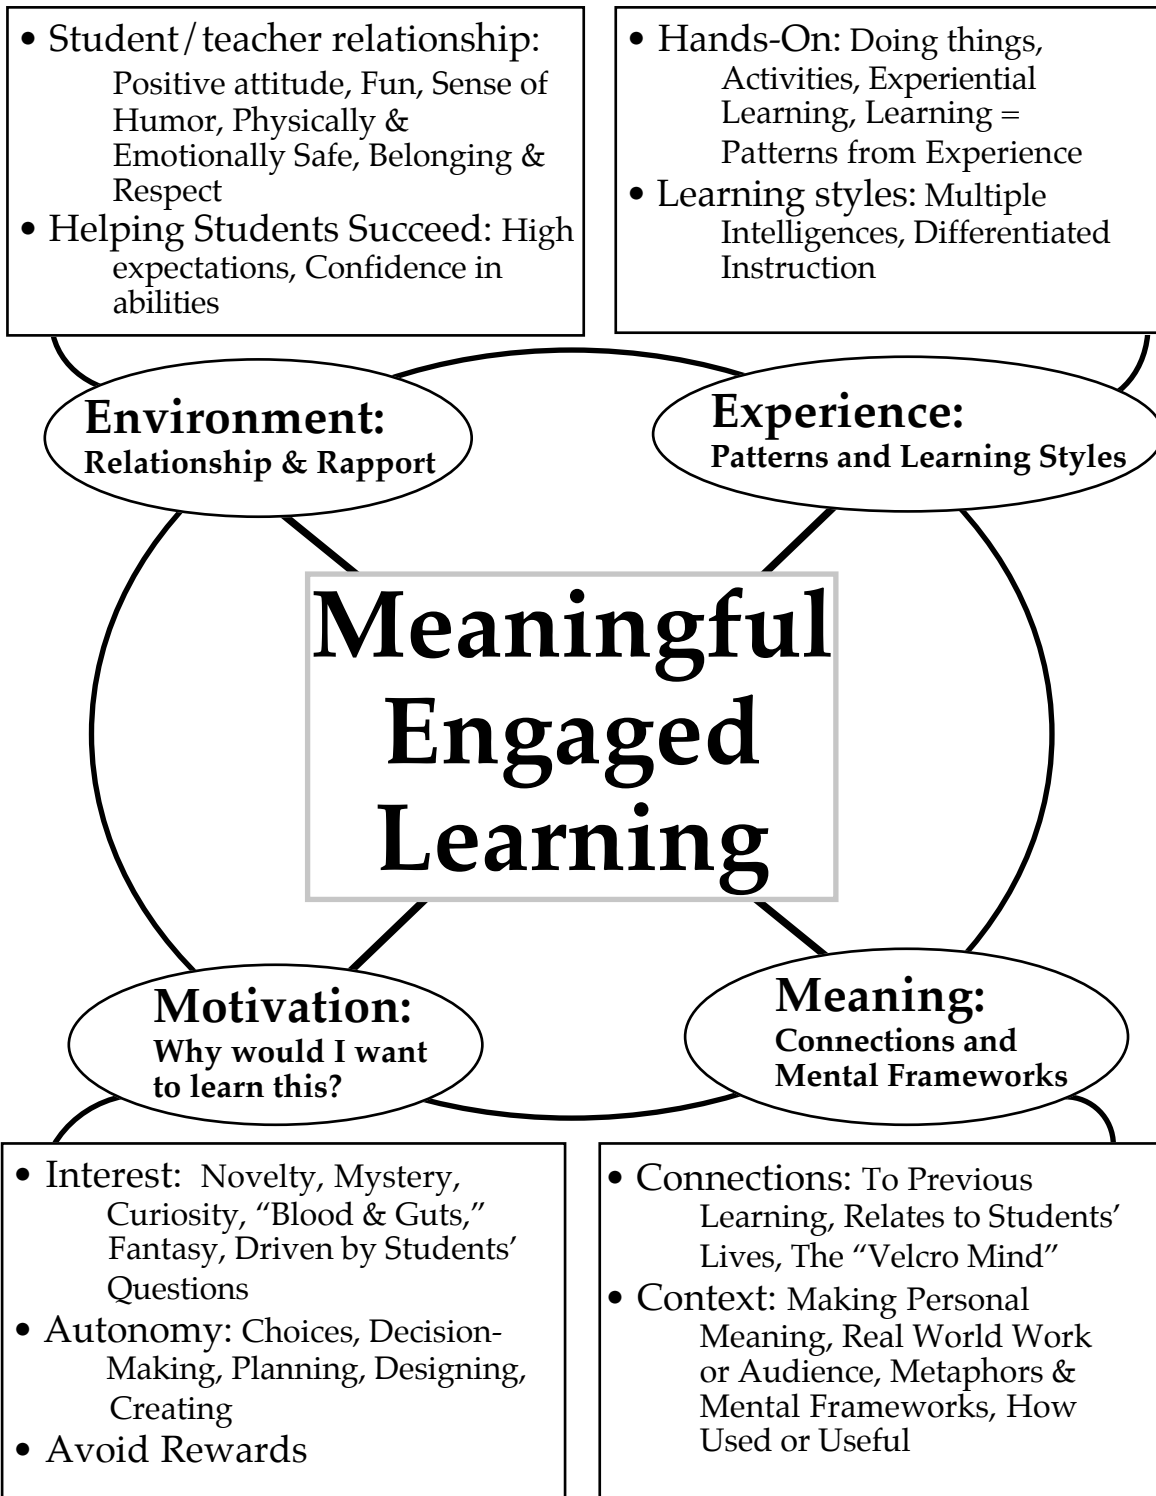 • Student/teacher relationship:
Positive attitude, Fun, Sense of
Humor, Physically &
Emotionally Safe, Belonging &
Respect
• Helping Students Succeed: High
expectations, Confidence in
abilities
• Hands-On: Doing things,
Activities, Experiential
Learning, Learning =
Patterns from Experience
• Learning styles: Multiple
Intelligences, Differentiated
Instruction
Environment:
Relationship & Rapport
Experience:
Patterns and Learning Styles
Meaningful
Engaged
Learning
Motivation:
Why would I want
to learn this?
Meaning:
Connections and
Mental Frameworks
• Interest: Novelty, Mystery,
Curiosity, “Blood & Guts,”
Fantasy, Driven by Students’
Questions
• Autonomy: Choices, Decision-
Making, Planning, Designing,
Creating
• Avoid Rewards
• Connections: To Previous
Learning, Relates to Students’
Lives, The “Velcro Mind”
• Context: Making Personal
Meaning, Real World Work
or Audience, Metaphors &
Mental Frameworks, How
Used or Useful